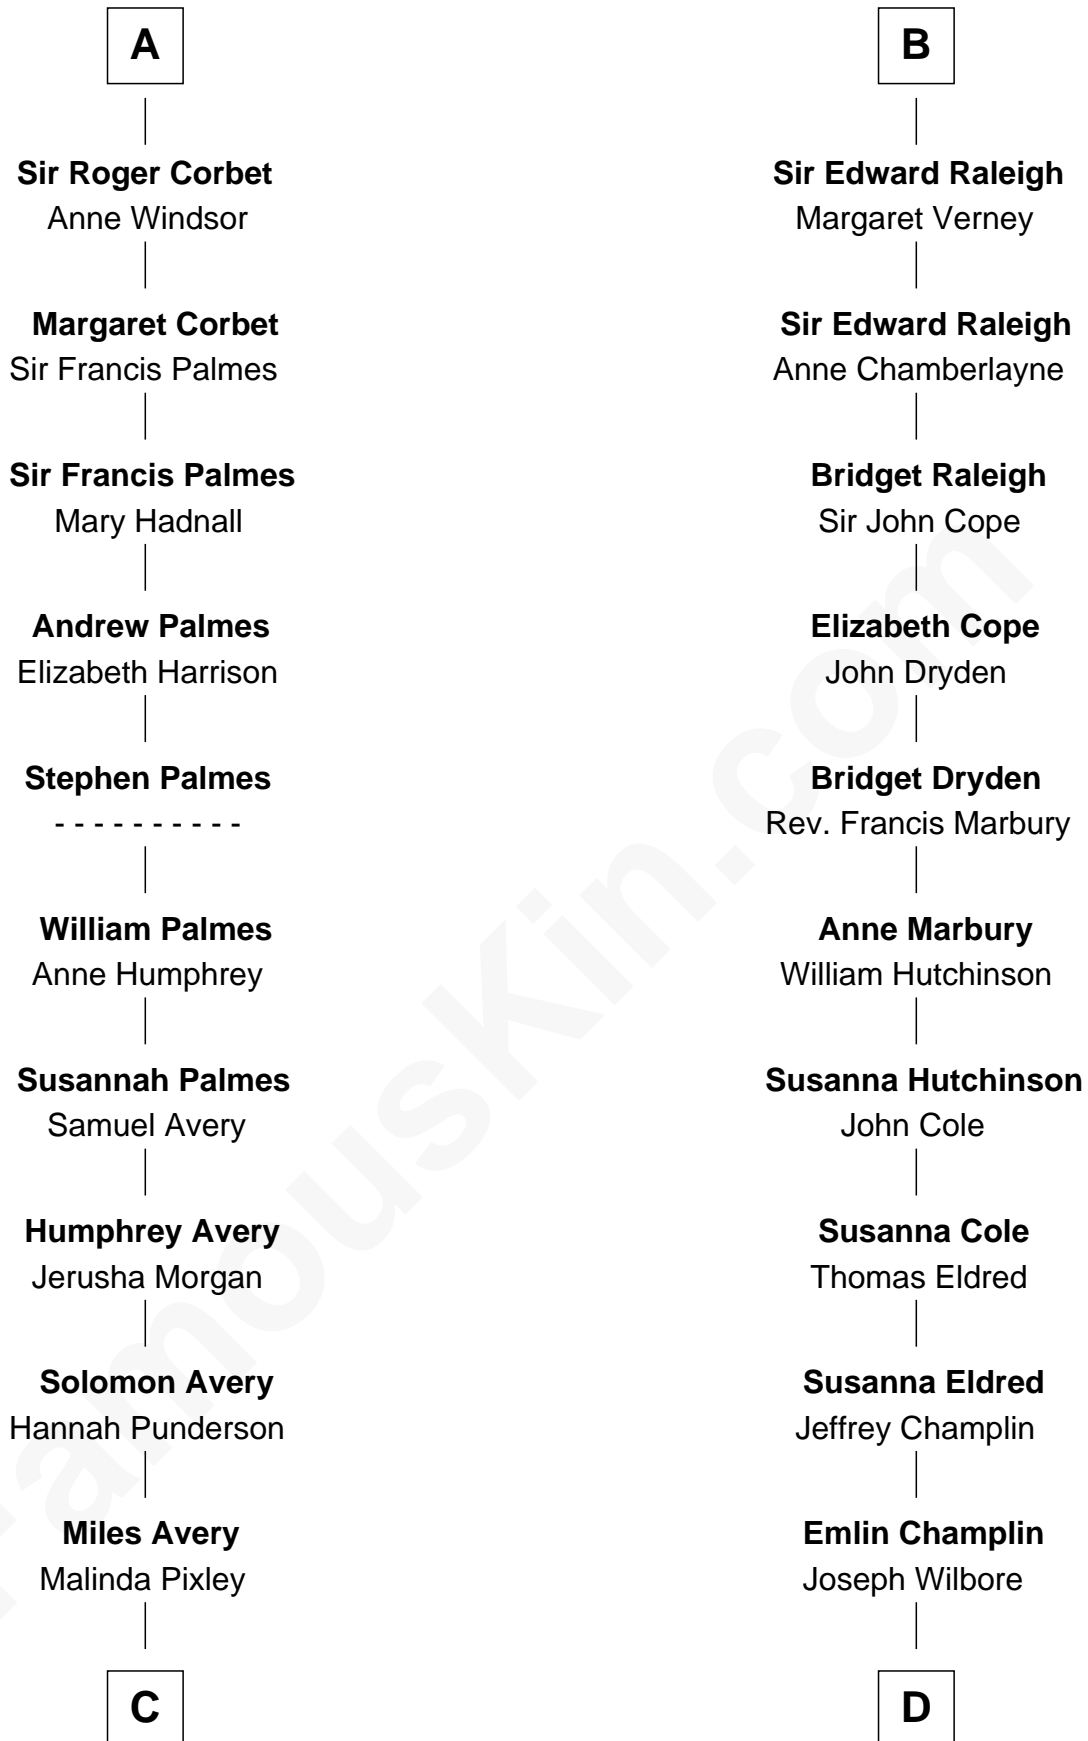 A
Sir Roger Corbet
Anne Windsor
Margaret Corbet
Sir Francis Palmes
Sir Francis Palmes
Mary Hadnall
Andrew Palmes
Elizabeth Harrison
Stephen Palmes
- - - - - - - - - -
William Palmes
Anne Humphrey
Susannah Palmes
Samuel Avery
Humphrey Avery
Jerusha Morgan
Solomon Avery
Hannah Punderson
Miles Avery
Malinda Pixley
C
B
Sir Edward Raleigh
Margaret Verney
Sir Edward Raleigh
Anne Chamberlayne
Bridget Raleigh
Sir John Cope
Elizabeth Cope
John Dryden
Bridget Dryden
Rev. Francis Marbury
Anne Marbury
William Hutchinson
Susanna Hutchinson
John Cole
Susanna Cole
Thomas Eldred
Susanna Eldred
Jeffrey Champlin
Emlin Champlin
Joseph Wilbore
D
FamousKin.com